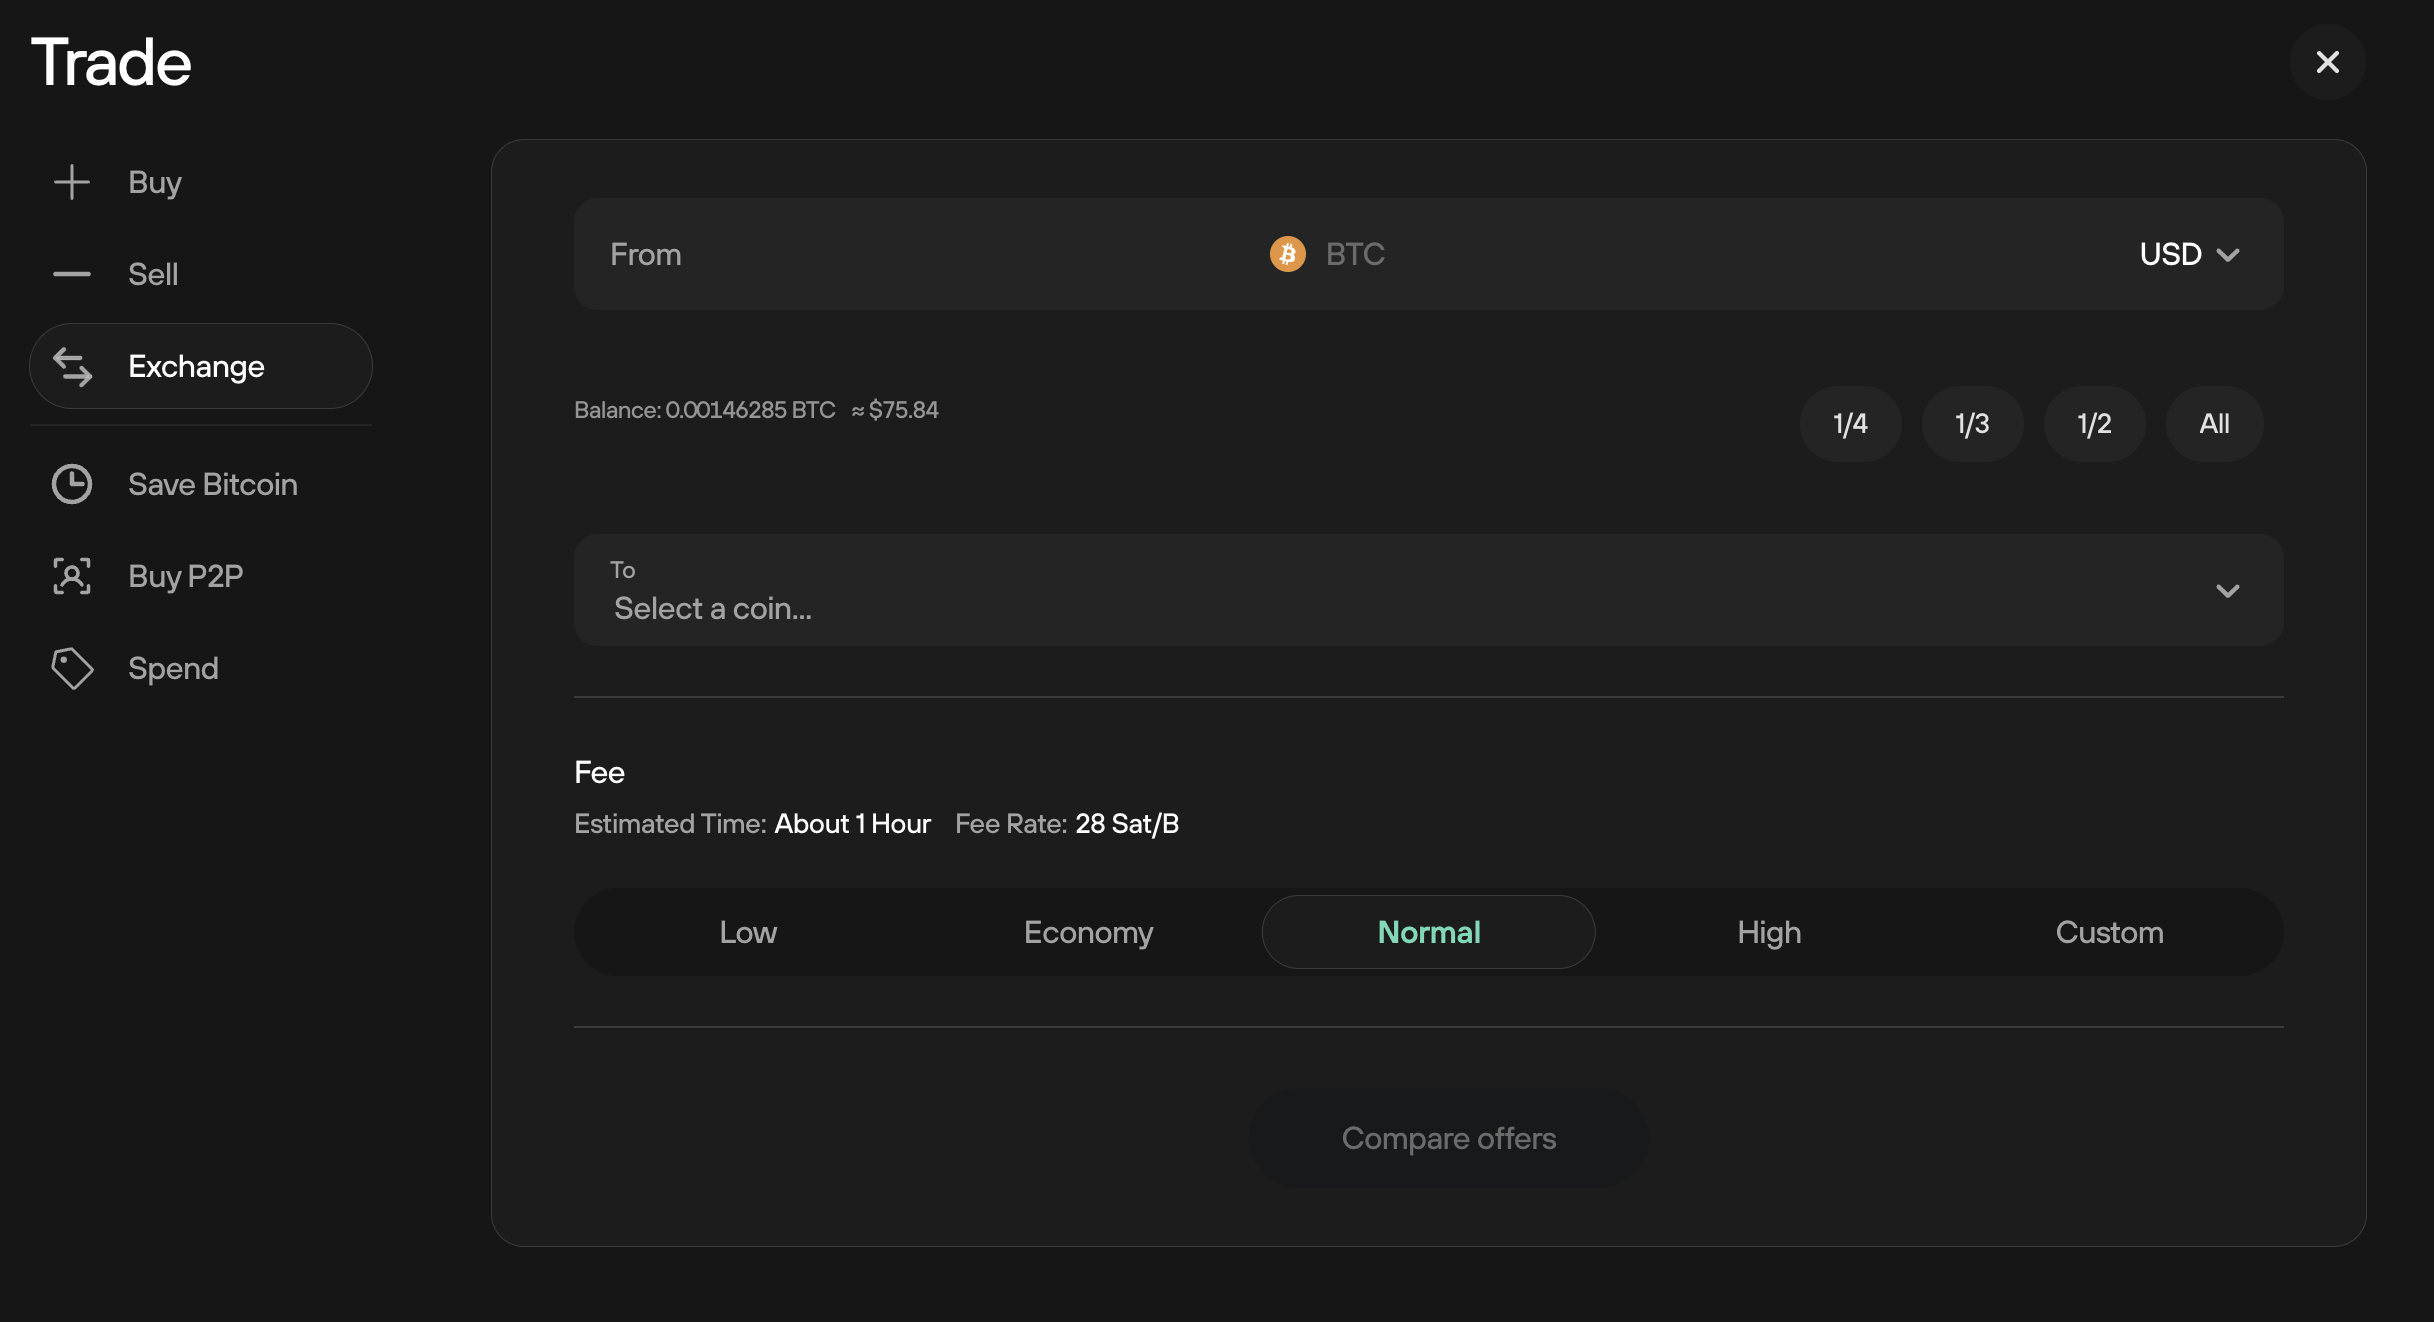 Trade
Buy
Sell
Exchange
Save Bitcoin
Buy P2P
Spend
From
BTC
USD
Balance: 0.00146285 BTC ≈ $75.84
1/4
1/3
1/2
All
To
Select a coin...
Fee
Estimated Time: About 1 Hour Fee Rate: 28 Sat/B
Low
Economy
Normal
High
Custom
Compare offers